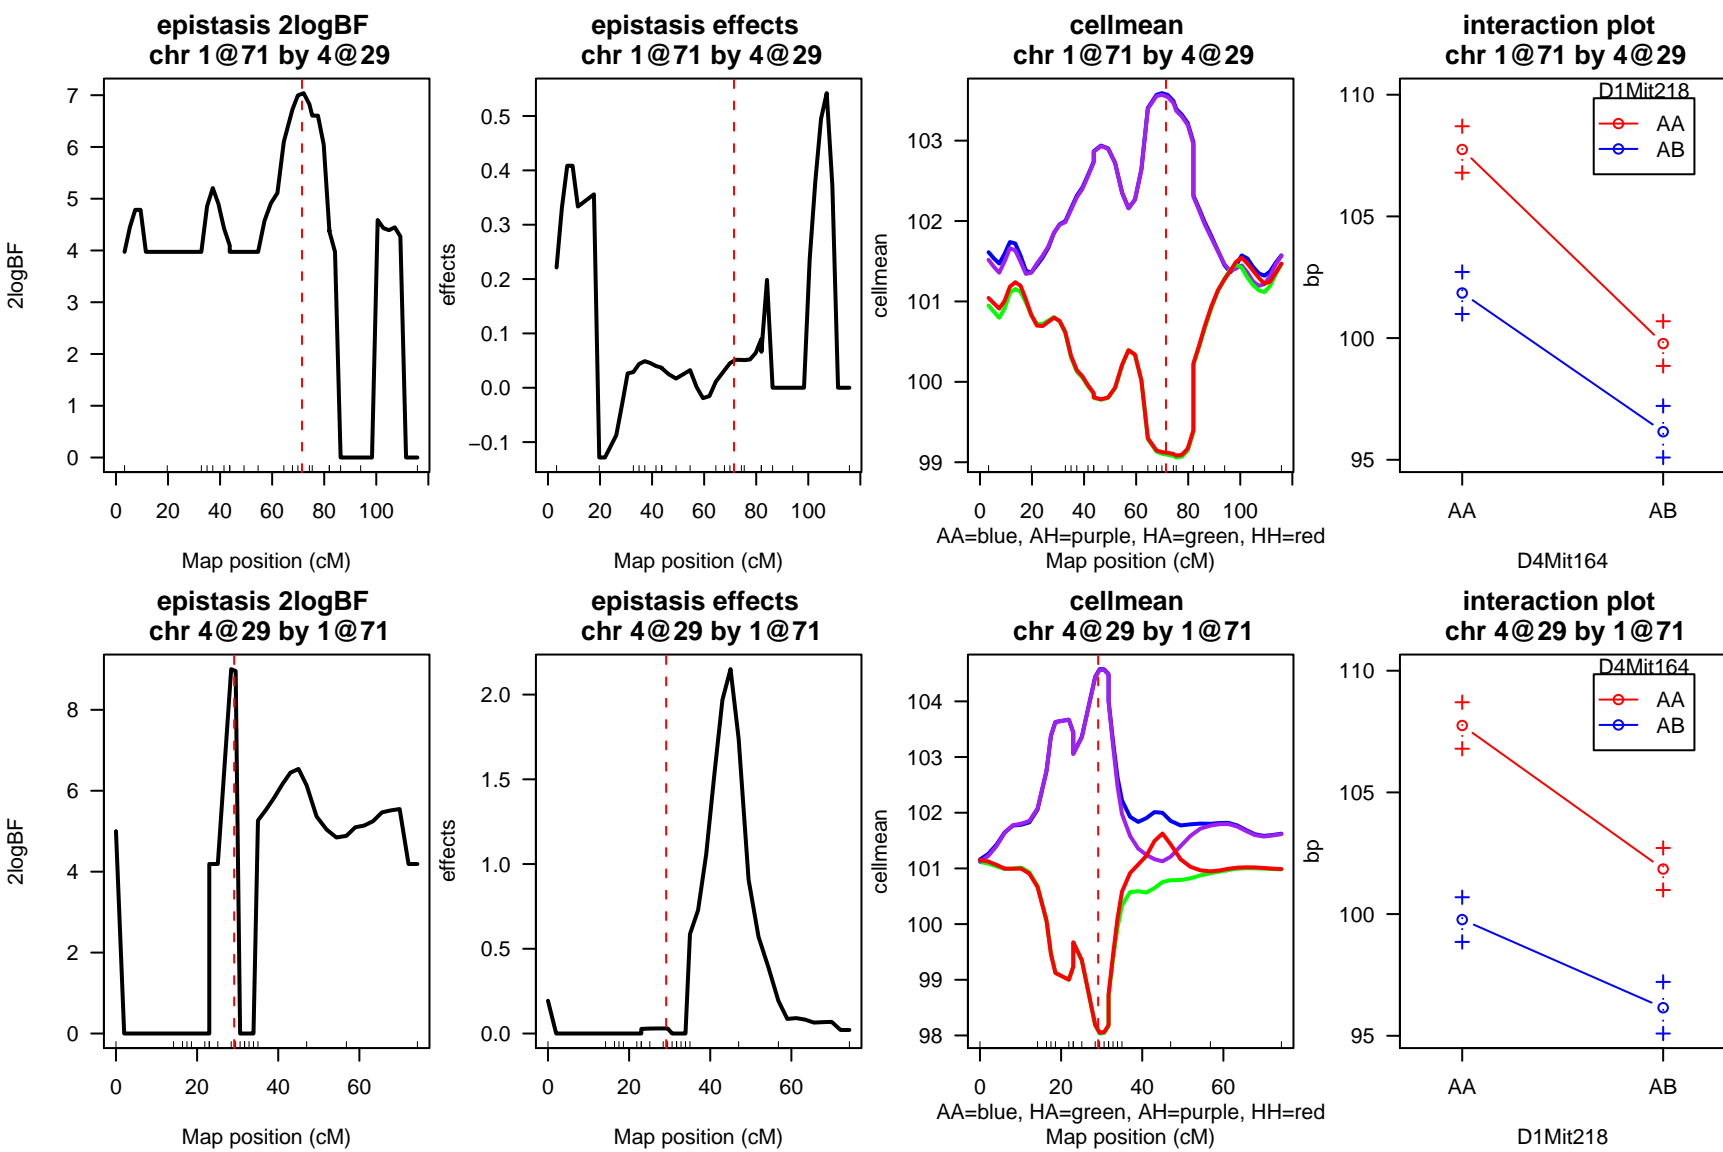 epistasis 2logBF
chr 1@71 by 4@29
2logBF
7
6
5
4
3
2
1
0
0 20 40 60 80 100
Map position (cM)
epistasis effects
chr 1@71 by 4@29
effects
0.5
0.4
0.3
0.2
0.1
0.0
−0.1
0 20 40 60 80 100
Map position (cM)
cellmean
chr 1@71 by 4@29
cellmean
103
102
101
100
99
0 20 40 60 80 100
AA=blue, AH=purple, HA=green, HH=red
Map position (cM)
interaction plot
chr 1@71 by 4@29
bp
110
105
100
95
D1Mit218
AA
AB
AA AB
D4Mit164
epistasis 2logBF
chr 4@29 by 1@71
2logBF
8
6
4
2
0
0 20 40 60
Map position (cM)
epistasis effects
chr 4@29 by 1@71
effects
2.0
1.5
1.0
0.5
0.0
0 20 40 60
Map position (cM)
cellmean
chr 4@29 by 1@71
cellmean
104
103
102
101
100
99
98
0 20 40 60
AA=blue, HA=green, AH=purple, HH=red
Map position (cM)
interaction plot
chr 4@29 by 1@71
bp
110
105
100
95
D4Mit164
AA
AB
AA AB
D1Mit218